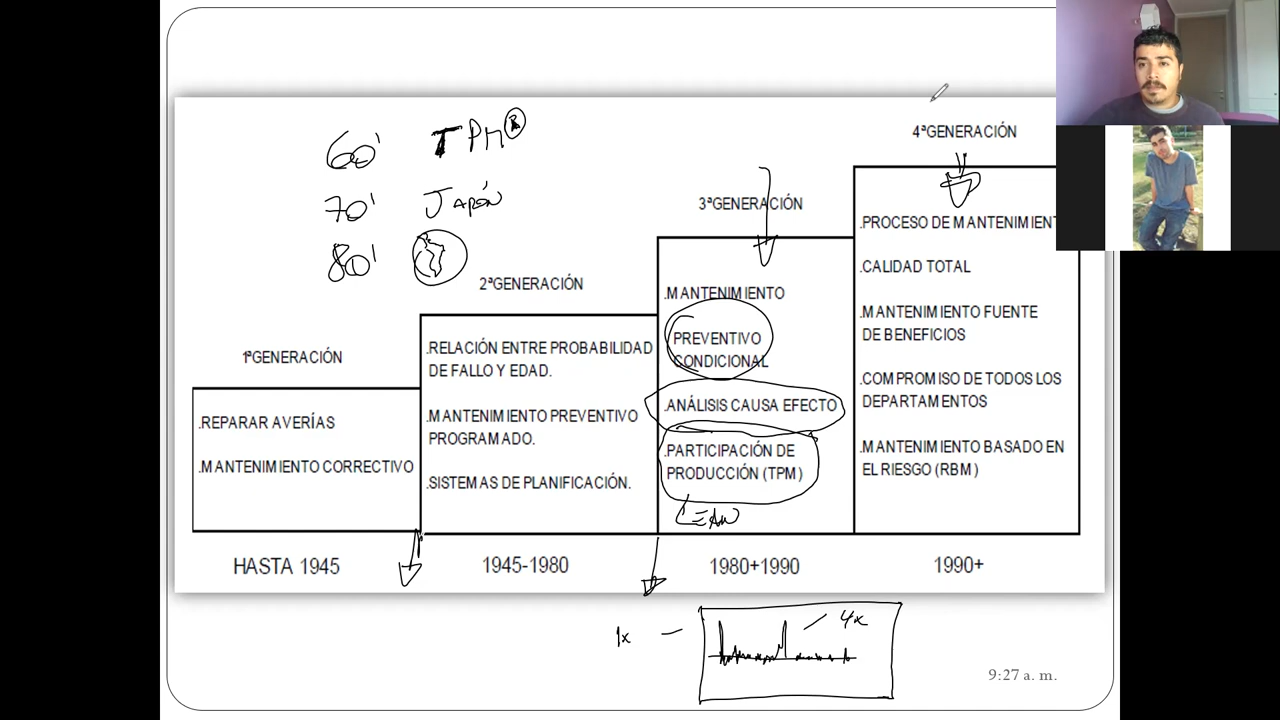 60' TPM®
70' Japón
80'
1ªGENERACIÓN
.REPARAR AVERÍAS
.MANTENIMIENTO CORRECTIVO
HASTA 1945
2ªGENERACIÓN
.RELACIÓN ENTRE PROBABILIDAD
DE FALLO Y EDAD.
.MANTENIMIENTO PREVENTIVO
PROGRAMADO.
.SISTEMAS DE PLANIFICACIÓN.
1945-1980
3ªGENERACIÓN
.MANTENIMIENTO
PREVENTIVO
CONDICIONAL
.ANÁLISIS CAUSA EFECTO
.PARTICIPACIÓN DE
PRODUCCIÓN (TPM)
LEAN
1980+1990
4ªGENERACIÓN
.PROCESO DE MANTENIMIENT
.CALIDAD TOTAL
.MANTENIMIENTO FUENTE
DE BENEFICIOS
.COMPROMISO DE TODOS LOS
DEPARTAMENTOS
.MANTENIMIENTO BASADO EN
EL RIESGO (RBM)
1990+
1x
4x
9:27 a. m.